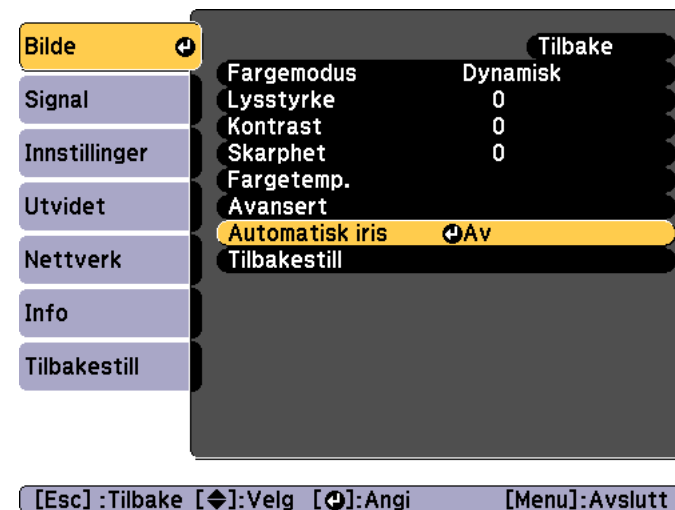 Bilde
Signal
Innstillinger
Utvidet
Nettverk
Info
Tilbakestill
Tilbake
Fargemodus Dynamisk
Lysstyrke 0
Kontrast 0
Skarphet 0
Fargetemp.
Avansert
Automatisk iris Av
Tilbakestill
[Esc] :Tilbake [◆]:Velg [⏎]:Angi [Menu]:Avslutt